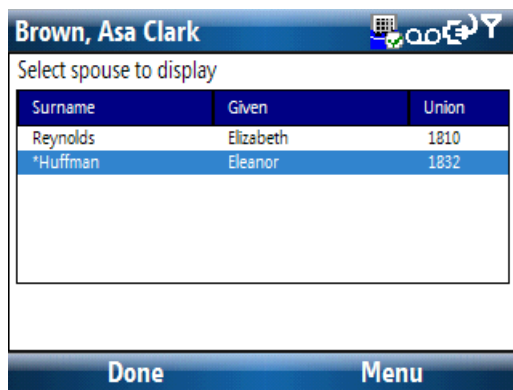 Brown, Asa Clark
Select spouse to display
Surname Given Union
Reynolds Elizabeth 1810
*Huffman Eleanor 1832
Done Menu